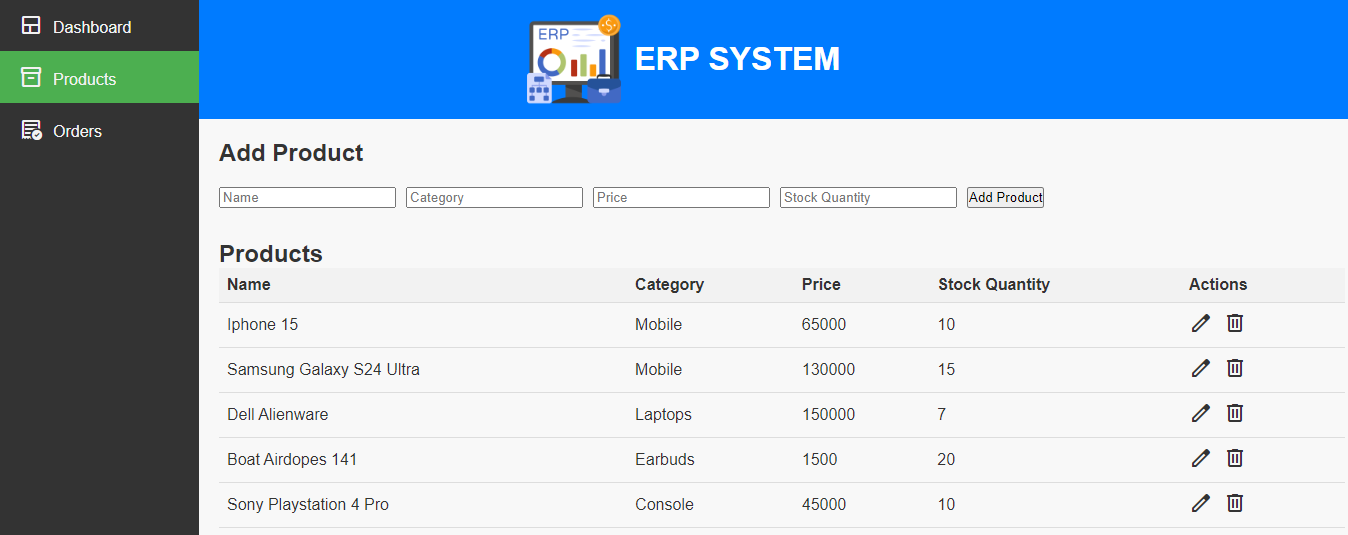 Dashboard
Products
Orders
ERP
ERP SYSTEM
Add Product
Name Category Price Stock Quantity Add Product
Products
Name Category Price Stock Quantity Actions
Iphone 15 Mobile 65000 10
Samsung Galaxy S24 Ultra Mobile 130000 15
Dell Alienware Laptops 150000 7
Boat Airdopes 141 Earbuds 1500 20
Sony Playstation 4 Pro Console 45000 10